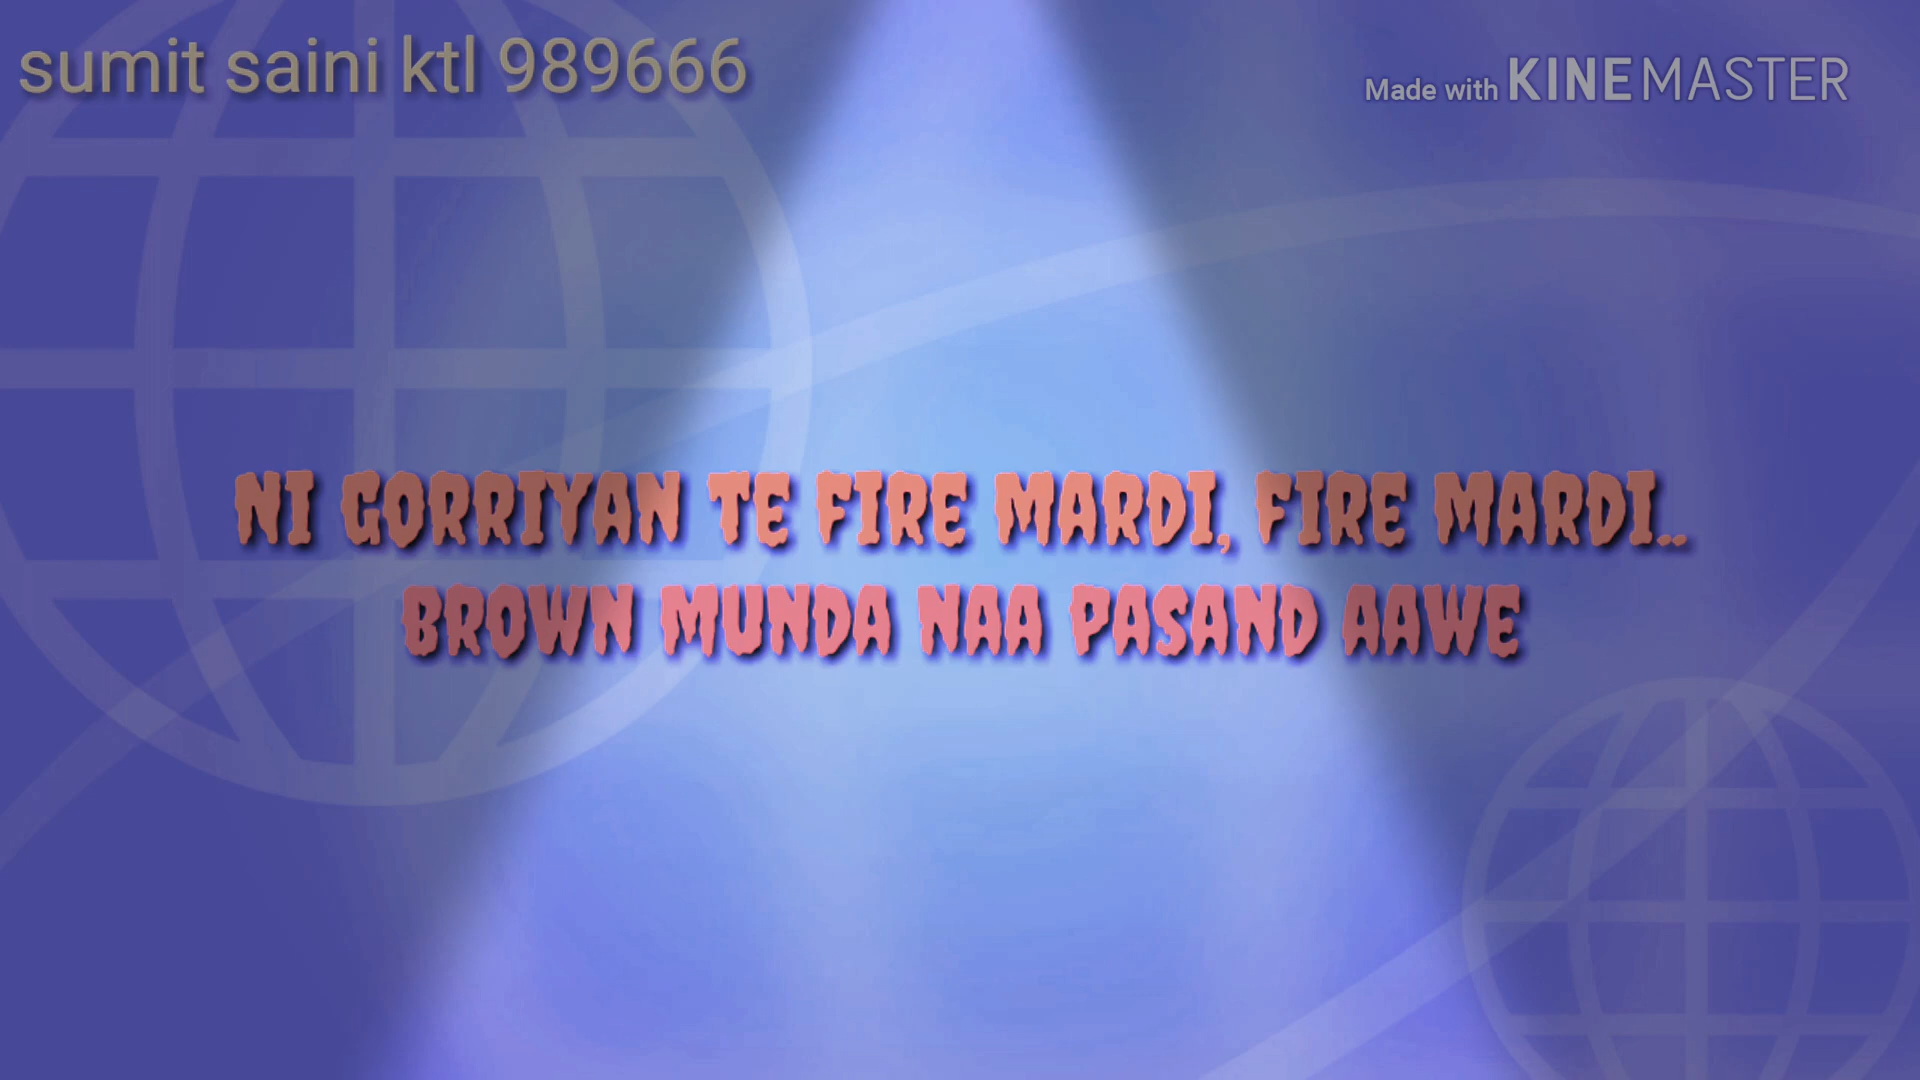 sumit saini ktl 989666
Made with KINEMASTER
NI GORRIYAN TE FIRE MARDI, FIRE MARDI..
BROWN MUNDA NAA PASAND AAWE